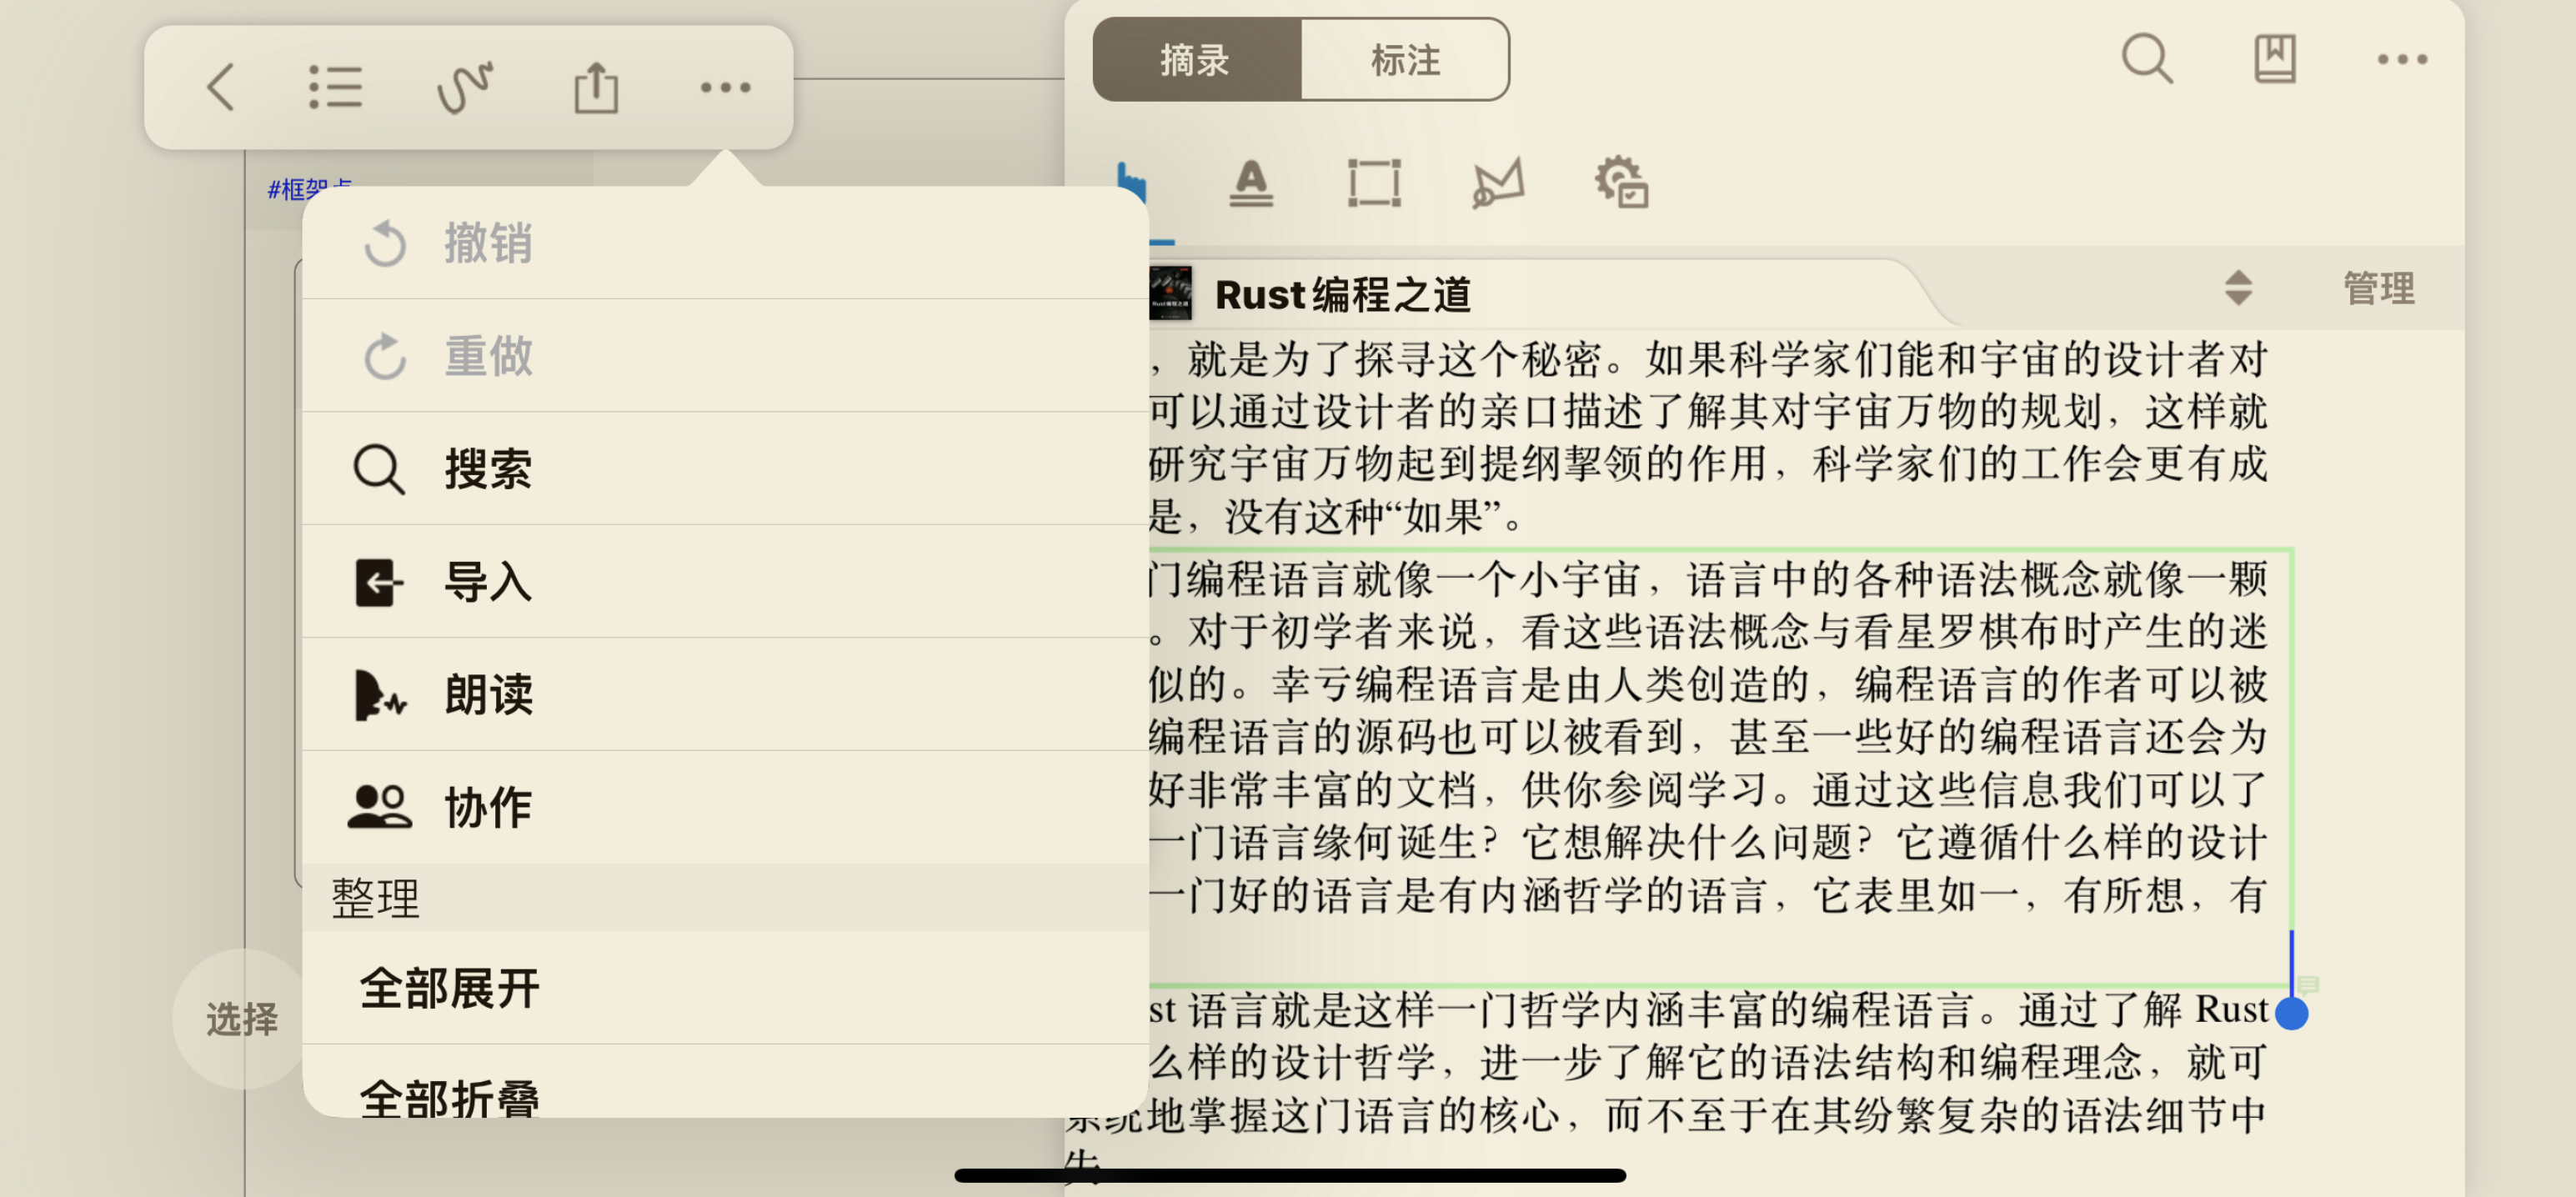 摘录
标注
#框架
撤销
重做
搜索
导入
朗读
协作
整理
全部展开
全部折叠
选择
Rust编程之道
管理
，就是为了探寻这个秘密。如果科学家们能和宇宙的设计者对
可以通过设计者的亲口描述了解其对宇宙万物的规划，这样就
研究宇宙万物起到提纲挈领的作用，科学家们的工作会更有成
是，没有这种“如果”。
门编程语言就像一个小宇宙，语言中的各种语法概念就像一颗
。对于初学者来说，看这些语法概念与看星罗棋布时产生的迷
似的。幸亏编程语言是由人类创造的，编程语言的作者可以被
编程语言的源码也可以被看到，甚至一些好的编程语言还会为
好非常丰富的文档，供你参阅学习。通过这些信息我们可以了
一门语言缘何诞生？它想解决什么问题？它遵循什么样的设计
一门好的语言是有内涵哲学的语言，它表里如一，有所想，有
st 语言就是这样一门哲学内涵丰富的编程语言。通过了解 Rust
么样的设计哲学，进一步了解它的语法结构和编程理念，就可
系统地掌握这门语言的核心，而不至于在其纷繁复杂的语法细节中